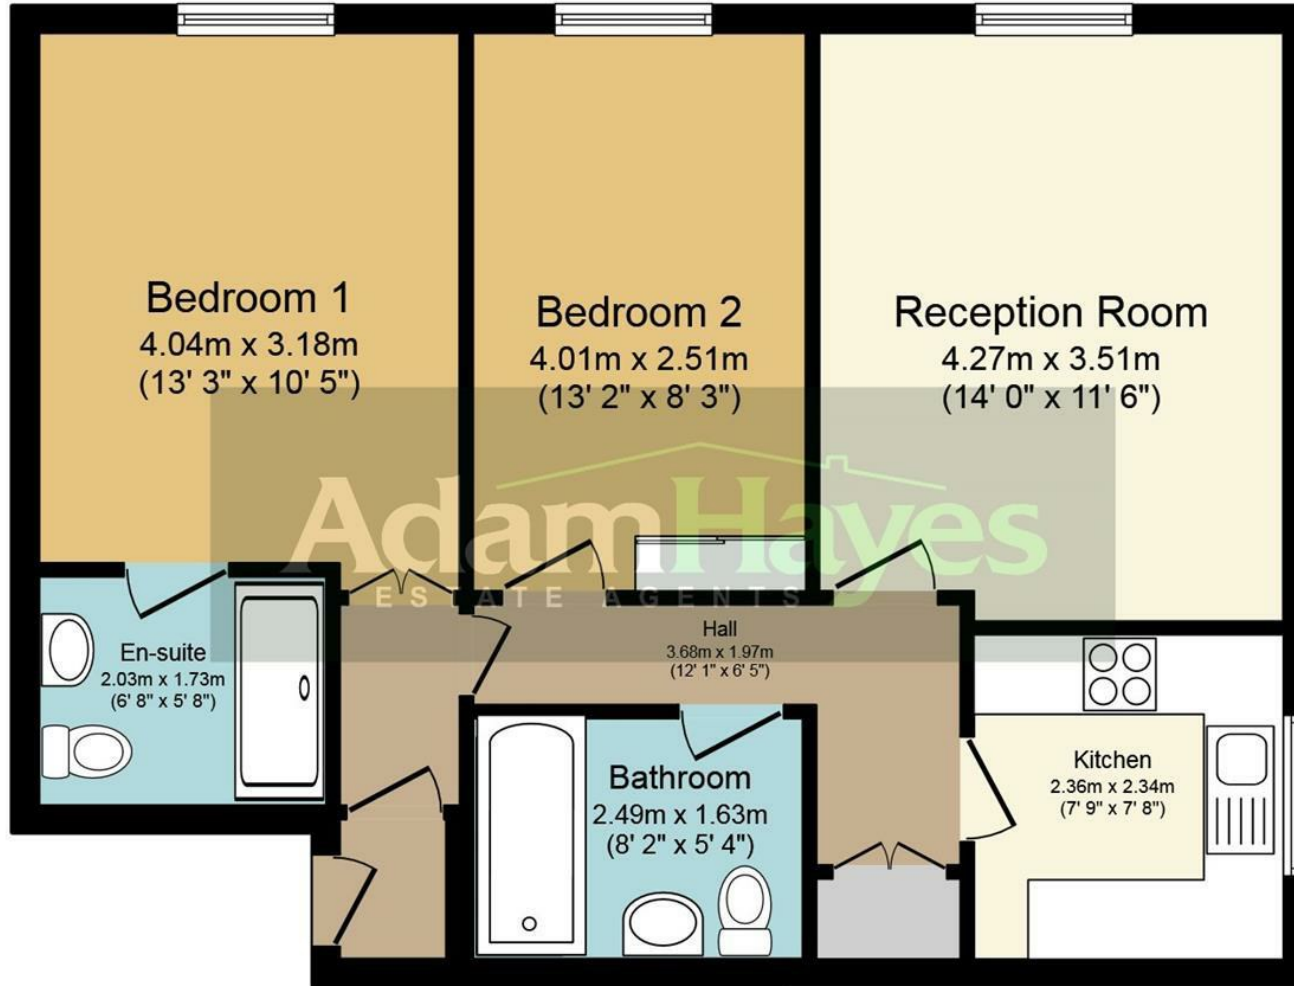 Bedroom 1
4.04m x 3.18m
(13' 3" x 10' 5")
Bedroom 2
4.01m x 2.51m
(13' 2" x 8' 3")
Reception Room
4.27m x 3.51m
(14' 0" x 11' 6")
AdamHayes
ESTATE AGENTS
En-suite
2.03m x 1.73m
(6' 8" x 5' 8")
Hall
3.68m x 1.97m
(12' 1" x 6' 5")
Bathroom
2.49m x 1.63m
(8' 2" x 5' 4")
Kitchen
2.36m x 2.34m
(7' 9" x 7' 8")